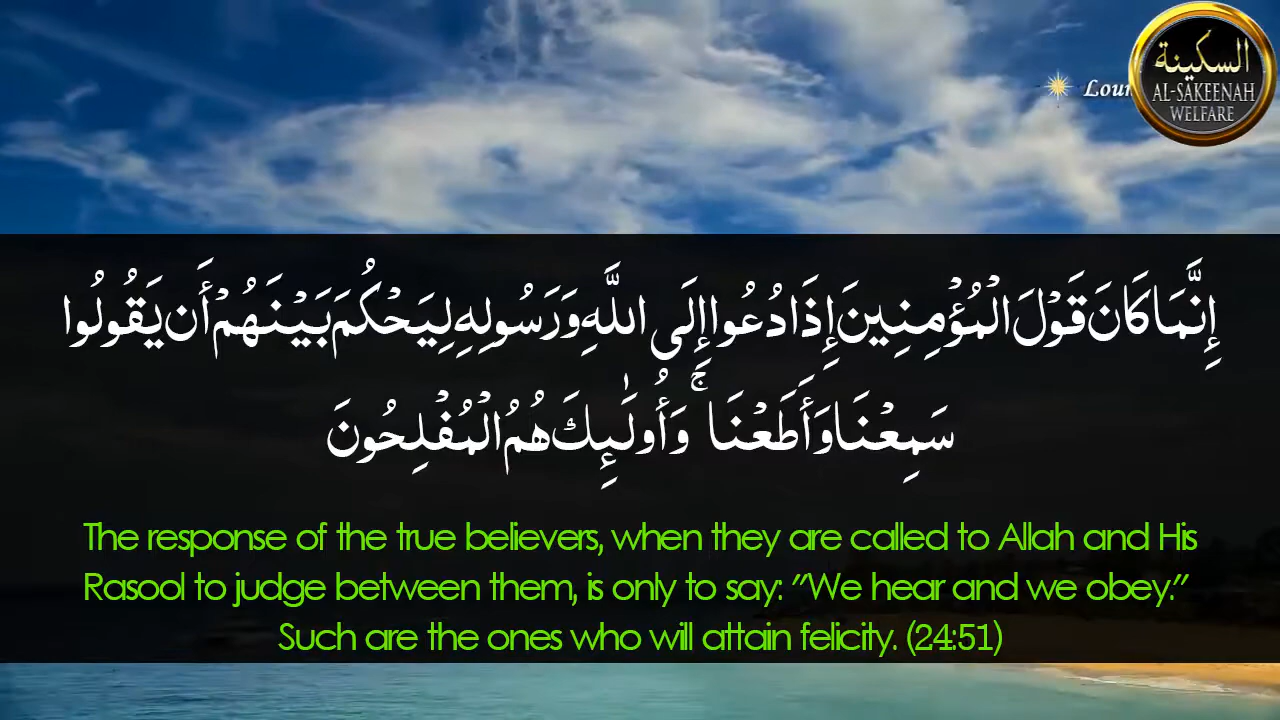 السكينة
AL-SAKEENAH
WELFARE
إِنَّمَا كَانَ قَوْلَ الْمُؤْمِنِينَ إِذَا دُعُوا إِلَى اللَّهِ وَرَسُولِهِ لِيَحْكُمَ بَيْنَهُمْ أَن يَقُولُوا
سَمِعْنَا وَأَطَعْنَا ۚ وَأُولَٰئِكَ هُمُ الْمُفْلِحُونَ
The response of the true believers, when they are called to Allah and His
Rasool to judge between them, is only to say: "We hear and we obey."
Such are the ones who will attain felicity. (24:51)